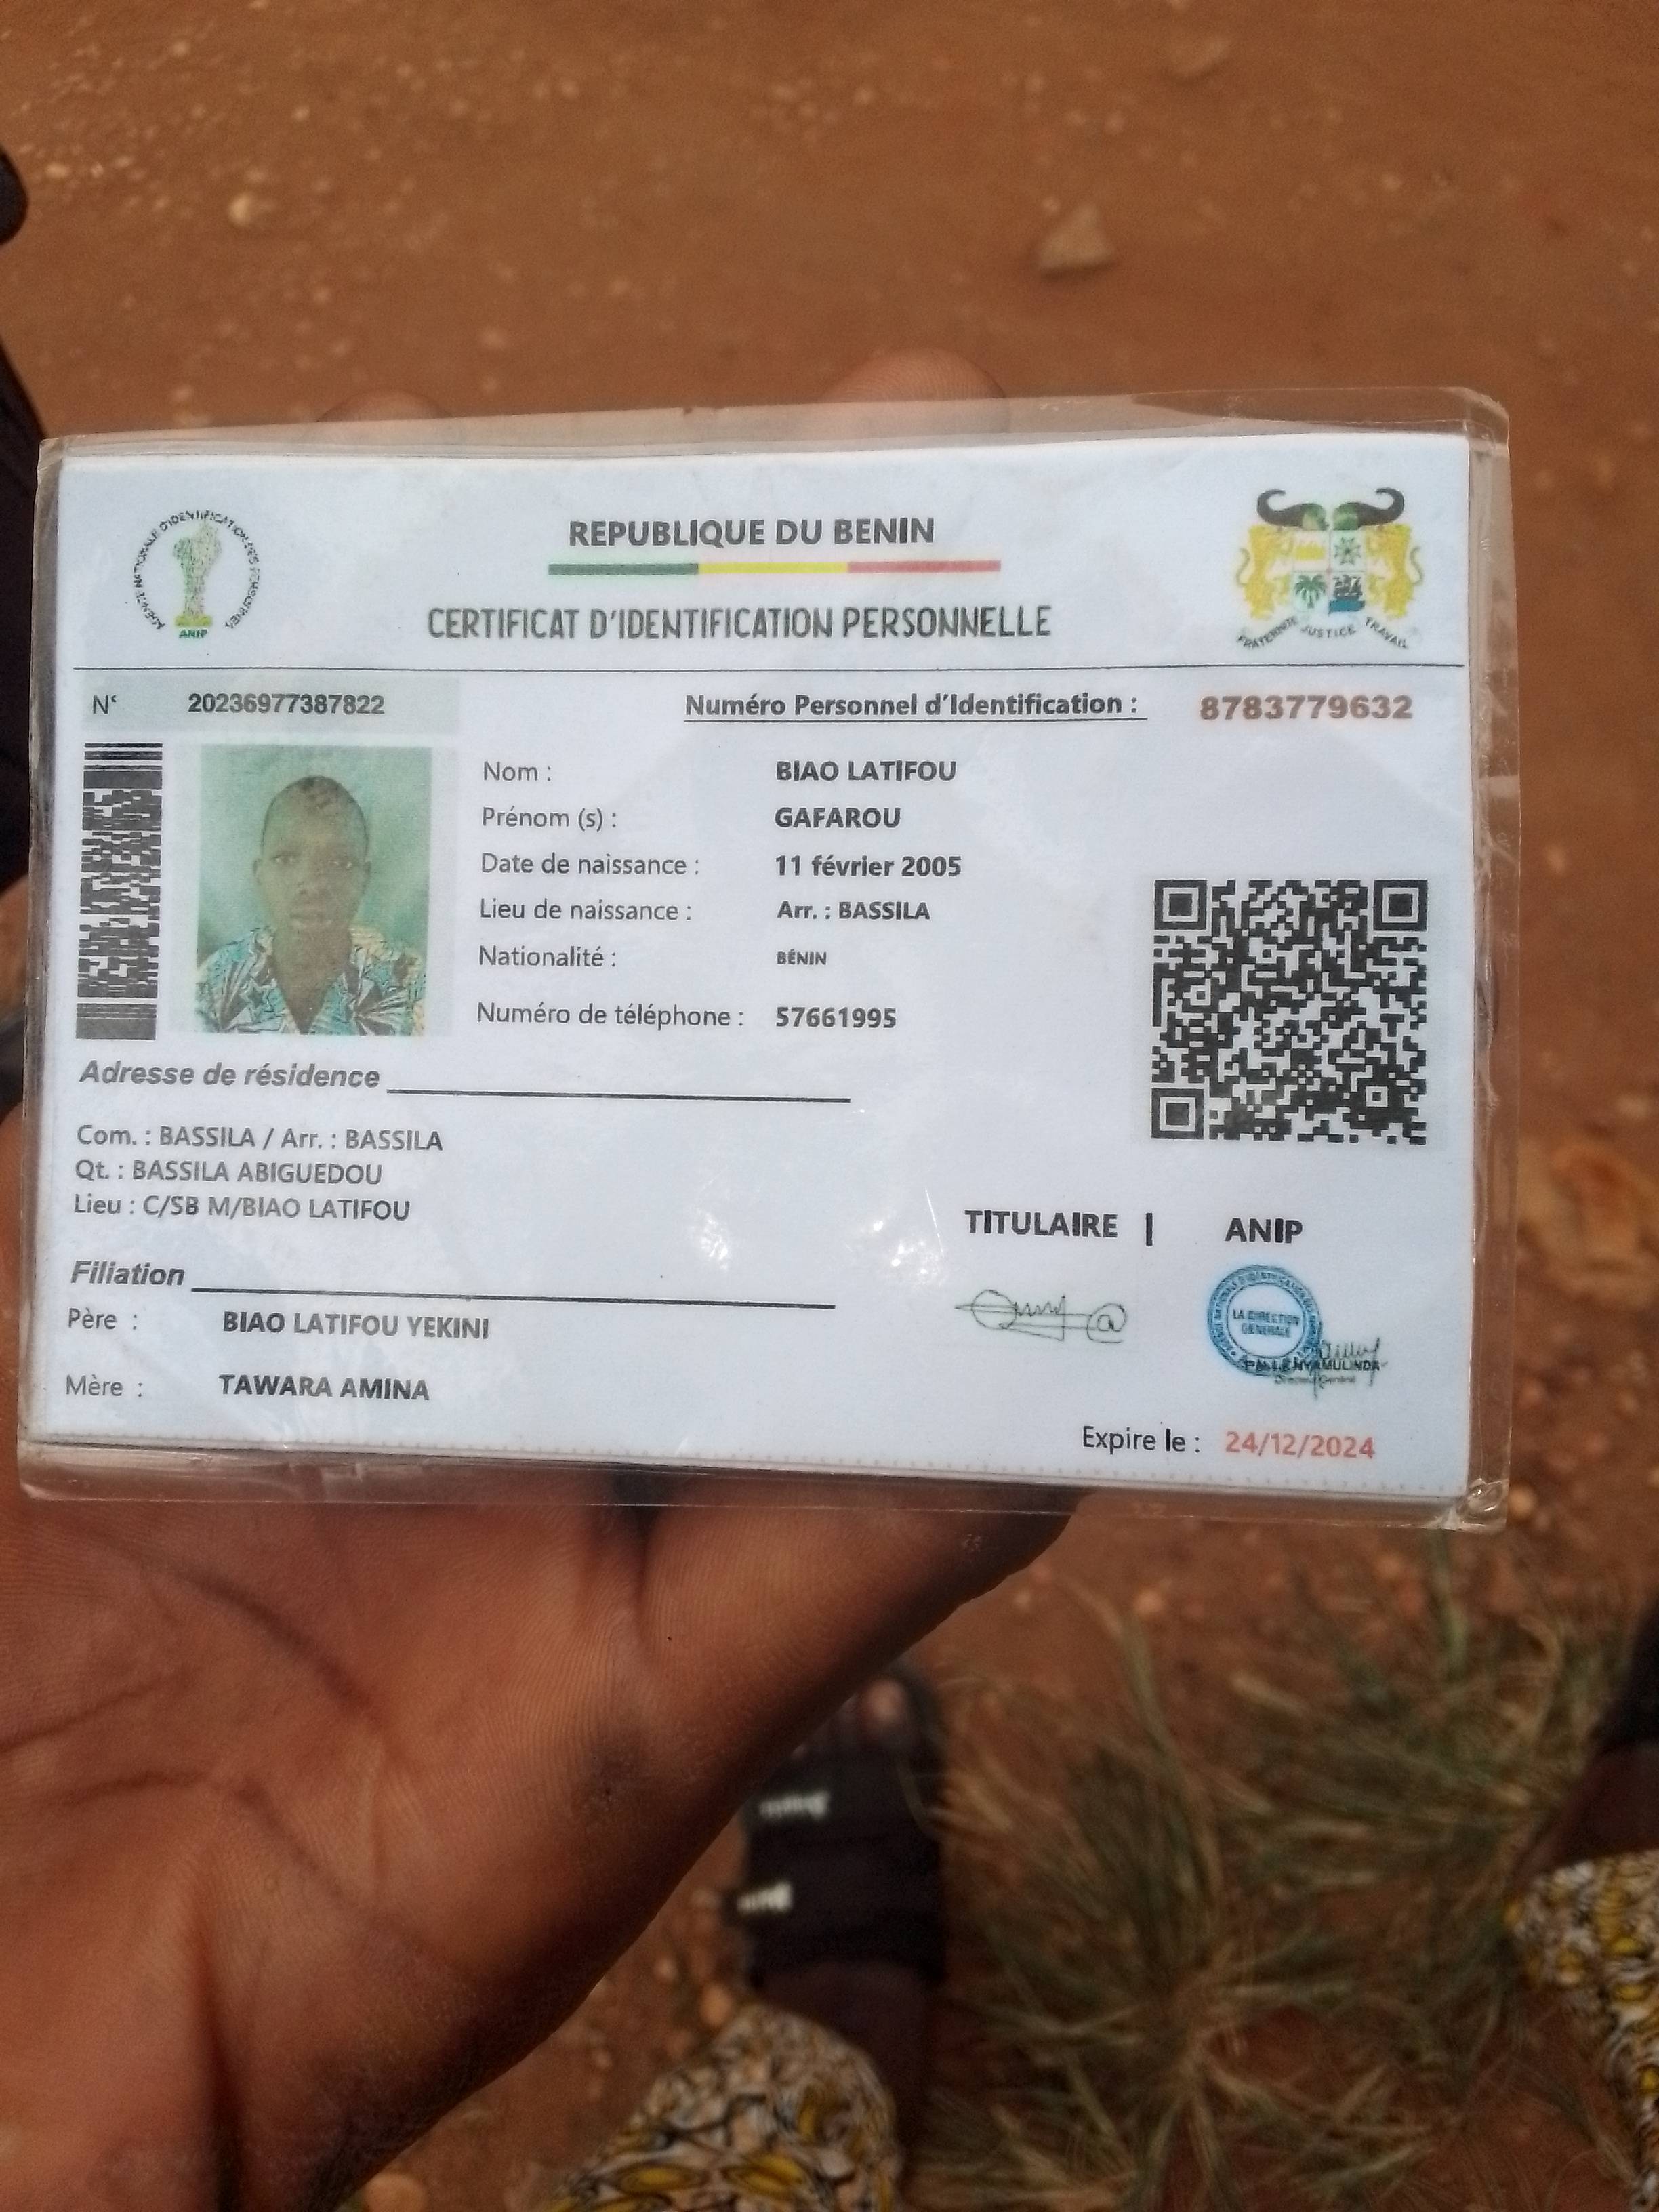 AGENCE NATIONALE D'IDENTIFICATION DES PERSONNES
ANIP
REPUBLIQUE DU BENIN
CERTIFICAT D'IDENTIFICATION PERSONNELLE
FRATERNITE JUSTICE TRAVAIL
N° 20236977387822
Numéro Personnel d'Identification : 8783779632
Nom : BIAO LATIFOU
Prénom (s) : GAFAROU
Date de naissance : 11 février 2005
Lieu de naissance : Arr. : BASSILA
Nationalité : BÉNIN
Numéro de téléphone : 57661995
Adresse de résidence
Com. : BASSILA / Arr. : BASSILA
Qt. : BASSILA ABIGUEDOU
Lieu : C/SB M/BIAO LATIFOU
Filiation
Père : BIAO LATIFOU YEKINI
Mère : TAWARA AMINA
TITULAIRE | ANIP
LA DIRECTION
GENERALE
NYAMULINDA
Directeur Général
Expire le : 24/12/2024